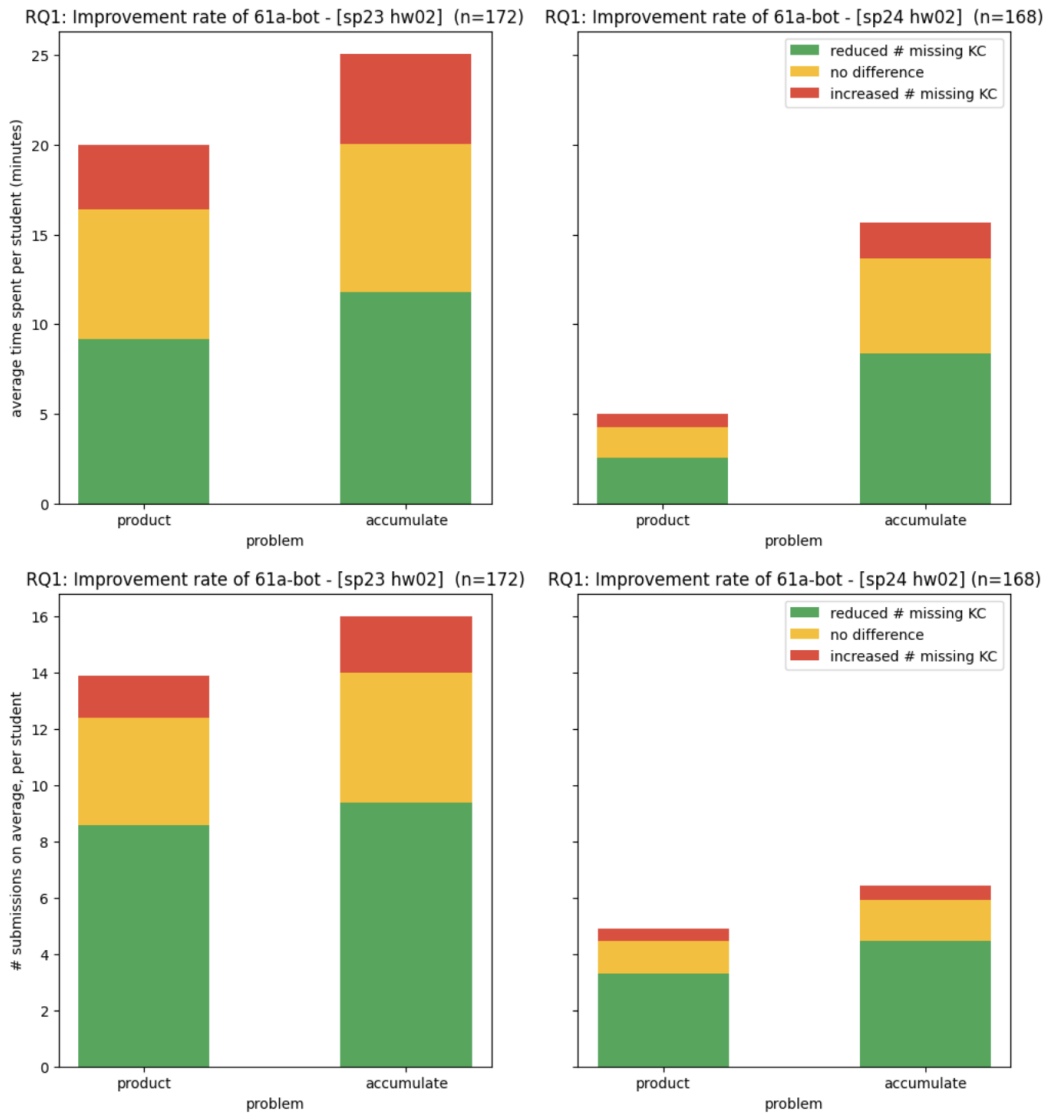 RQ1: Improvement rate of 61a-bot - [sp23 hw02]  (n=172)
25
20
15
10
5
0
average time spent per student (minutes)
product
accumulate
problem
RQ1: Improvement rate of 61a-bot - [sp24 hw02]  (n=168)
reduced # missing KC
no difference
increased # missing KC
product
accumulate
problem
RQ1: Improvement rate of 61a-bot - [sp23 hw02]  (n=172)
16
14
12
10
8
6
4
2
0
# submissions on average, per student
product
accumulate
problem
RQ1: Improvement rate of 61a-bot - [sp24 hw02] (n=168)
reduced # missing KC
no difference
increased # missing KC
product
accumulate
problem